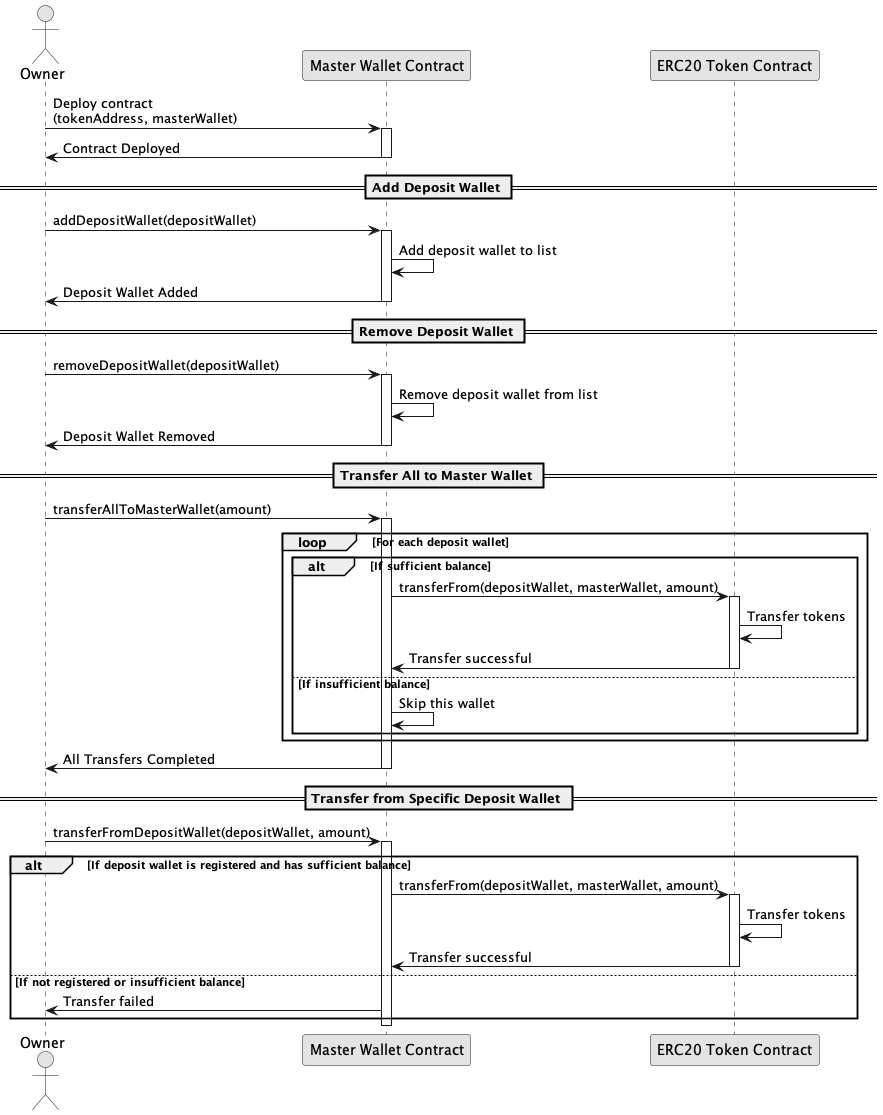 Owner
Master Wallet Contract
ERC20 Token Contract
Deploy contract
(tokenAddress, masterWallet)
Contract Deployed
Add Deposit Wallet
addDepositWallet(depositWallet)
Add deposit wallet to list
Deposit Wallet Added
Remove Deposit Wallet
removeDepositWallet(depositWallet)
Remove deposit wallet from list
Deposit Wallet Removed
Transfer All to Master Wallet
transferAllToMasterWallet(amount)
loop [For each deposit wallet]
alt [If sufficient balance]
transferFrom(depositWallet, masterWallet, amount)
Transfer tokens
Transfer successful
[If insufficient balance]
Skip this wallet
All Transfers Completed
Transfer from Specific Deposit Wallet
transferFromDepositWallet(depositWallet, amount)
alt [If deposit wallet is registered and has sufficient balance]
transferFrom(depositWallet, masterWallet, amount)
Transfer tokens
Transfer successful
[If not registered or insufficient balance]
Transfer failed
Owner
Master Wallet Contract
ERC20 Token Contract